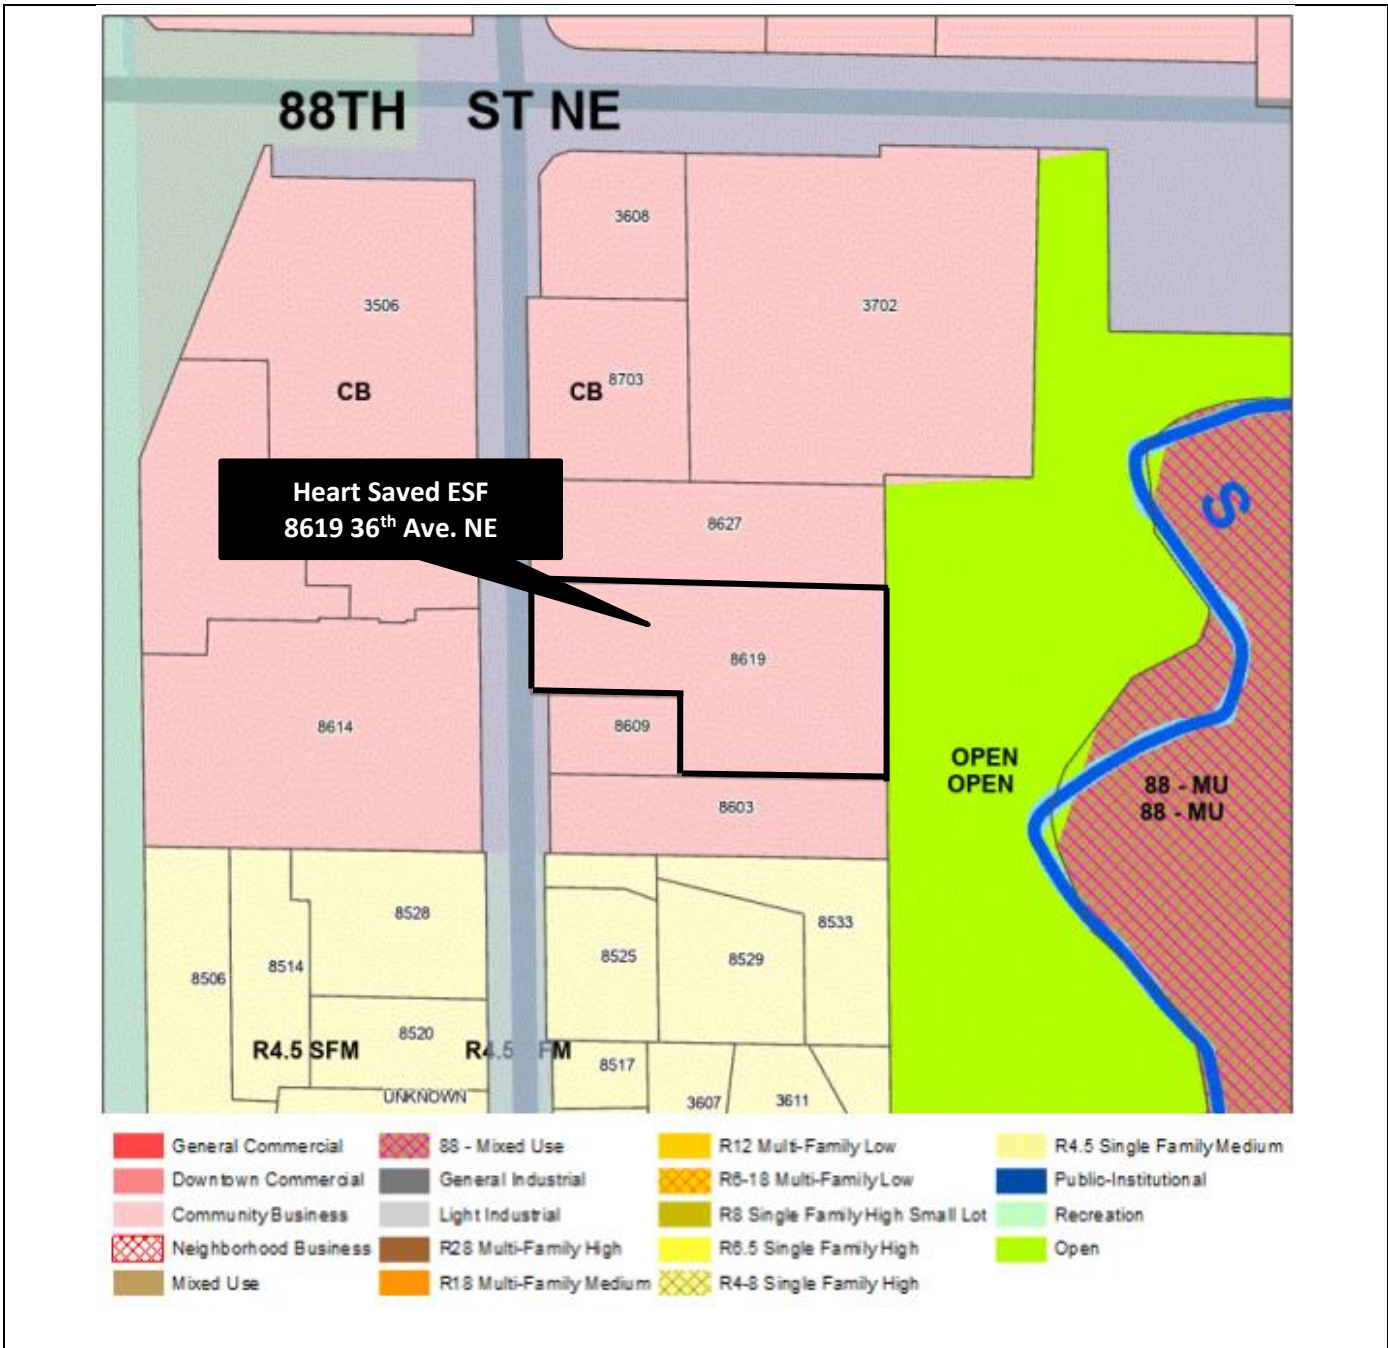 88TH ST NE
3608
3506
3702
8703
CB
CB
Heart Saved ESF
8619 36th Ave. NE
8627
S
8619
8614
8609
OPEN
OPEN
88 - MU
88 - MU
8603
8528
8533
8506
8514
8525
8529
8520
R4.5 SFM
R4.5 FM
8517
UNKNOWN
3607
3611
General Commercial
Downtown Commercial
Community Business
Neighborhood Business
Mixed Use
88 - Mixed Use
General Industrial
Light Industrial
R28 Multi-Family High
R18 Multi-Family Medium
R12 Multi-Family Low
R6-18 Multi-Family Low
R8 Single Family High Small Lot
R6.5 Single Family High
R4-8 Single Family High
R4.5 Single Family Medium
Public-Institutional
Recreation
Open